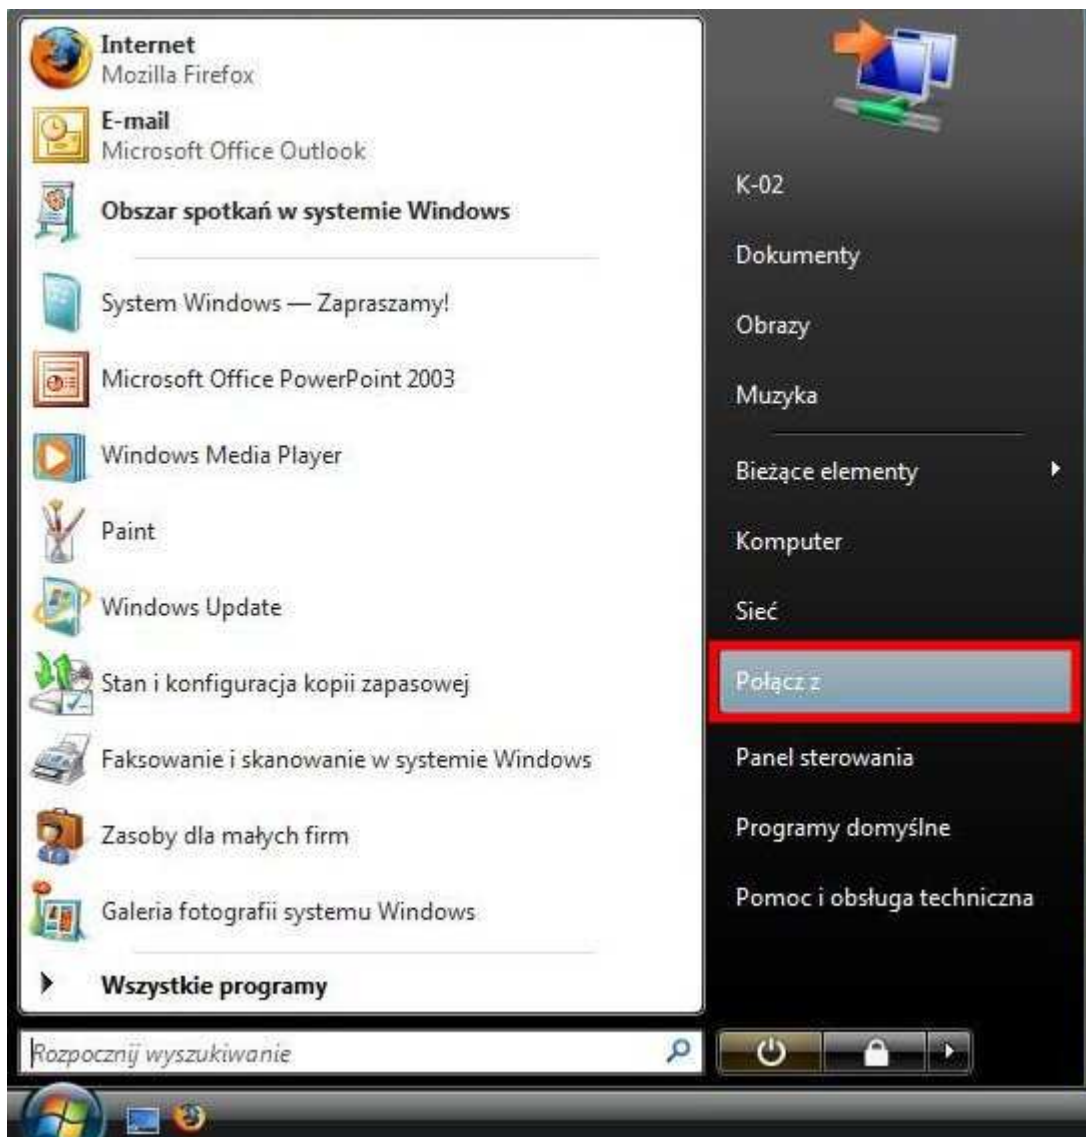 Internet
Mozilla Firefox
E-mail
Microsoft Office Outlook
Obszar spotkań w systemie Windows
System Windows — Zapraszamy!
Microsoft Office PowerPoint 2003
Windows Media Player
Paint
Windows Update
Stan i konfiguracja kopii zapasowej
Faksowanie i skanowanie w systemie Windows
Zasoby dla małych firm
Galeria fotografii systemu Windows
Wszystkie programy
Rozpocznij wyszukiwanie
K-02
Dokumenty
Obrazy
Muzyka
Bieżące elementy
Komputer
Sieć
Połącz z
Panel sterowania
Programy domyślne
Pomoc i obsługa techniczna